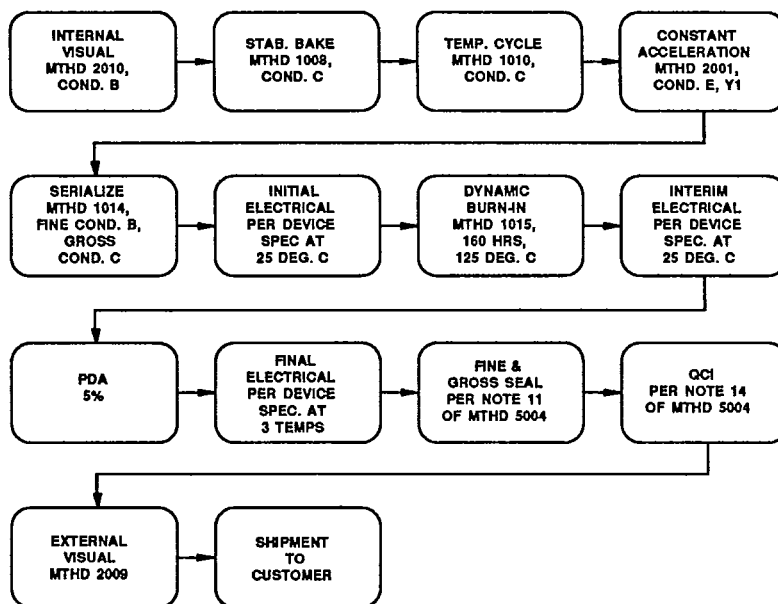 INTERNAL
VISUAL
MTHD 2010,
COND. B
STAB. BAKE
MTHD 1008,
COND. C
TEMP. CYCLE
MTHD 1010,
COND. C
CONSTANT
ACCELERATION
MTHD 2001,
COND. E, Y1
SERIALIZE
MTHD 1014,
FINE COND. B,
GROSS
COND. C
INITIAL
ELECTRICAL
PER DEVICE
SPEC AT
25 DEG. C
DYNAMIC
BURN-IN
MTHD 1015,
160 HRS,
125 DEG. C
INTERIM
ELECTRICAL
PER DEVICE
SPEC. AT
25 DEG. C
PDA
5%
FINAL
ELECTRICAL
PER DEVICE
SPEC. AT
3 TEMPS
FINE &
GROSS SEAL
PER NOTE 11
OF MTHD 5004
QCI
PER NOTE 14
OF MTHD 5004
EXTERNAL
VISUAL
MTHD 2009
SHIPMENT
TO
CUSTOMER